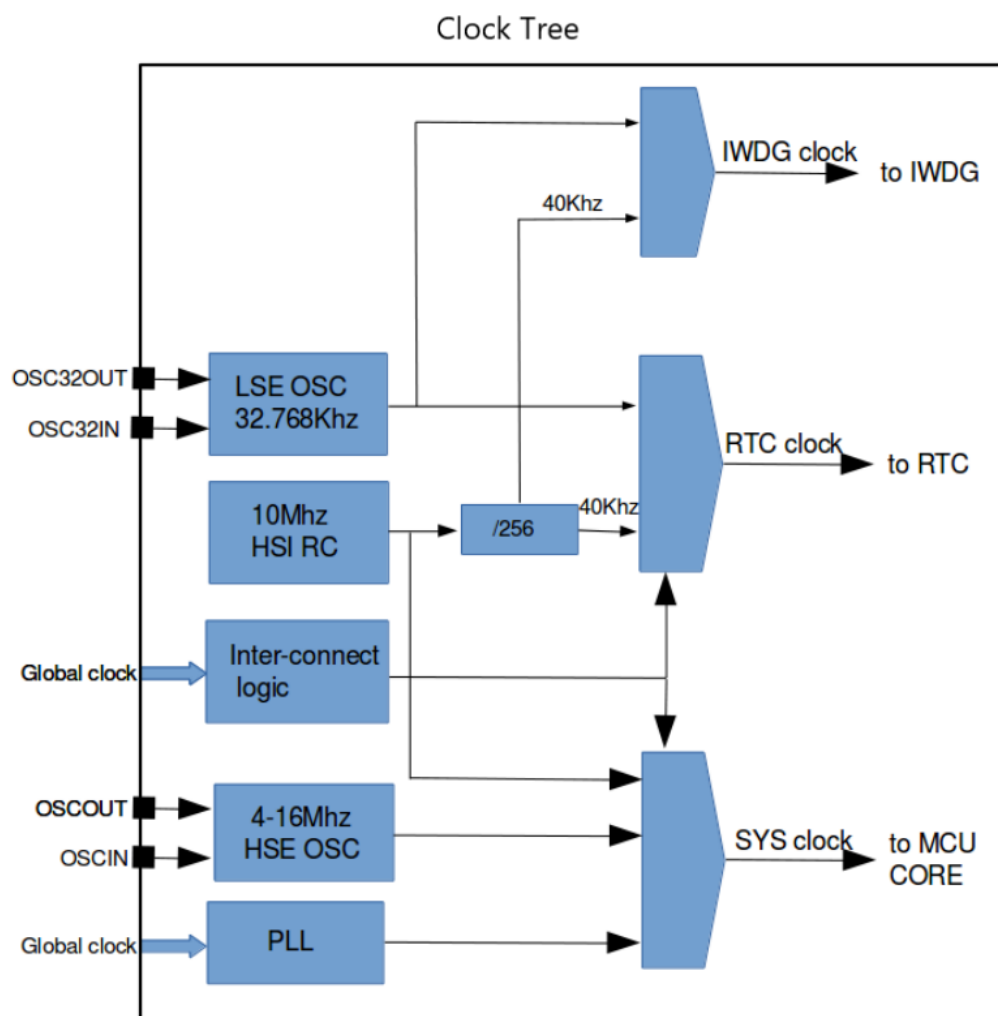 Clock Tree
IWDG clock
to IWDG
40Khz
OSC32OUT
OSC32IN
LSE OSC
32.768Khz
RTC clock
to RTC
10Mhz
HSI RC
/256
40Khz
Global clock
Inter-connect
logic
OSCOUT
OSCIN
4-16Mhz
HSE OSC
SYS clock
to MCU
CORE
Global clock
PLL